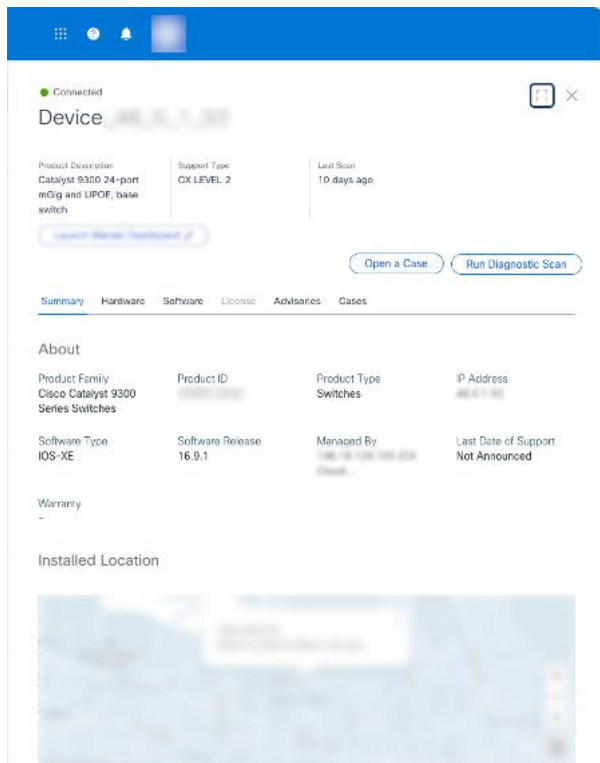 Connected
Device
Product Description
Support Type
Last Scan
Catalyst 9300 24-port
mGig and UPOE, base
switch
CX LEVEL 2
10 days ago
Open a Case
Run Diagnostic Scan
Summary Hardware Software License Advisories Cases
About
Product Family
Product ID
Product Type
IP Address
Cisco Catalyst 9300
Series Switches
Switches
Software Type
Software Release
Managed By
Last Date of Support
IOS-XE
16.9.1
Not Announced
Warranty
-
Installed Location